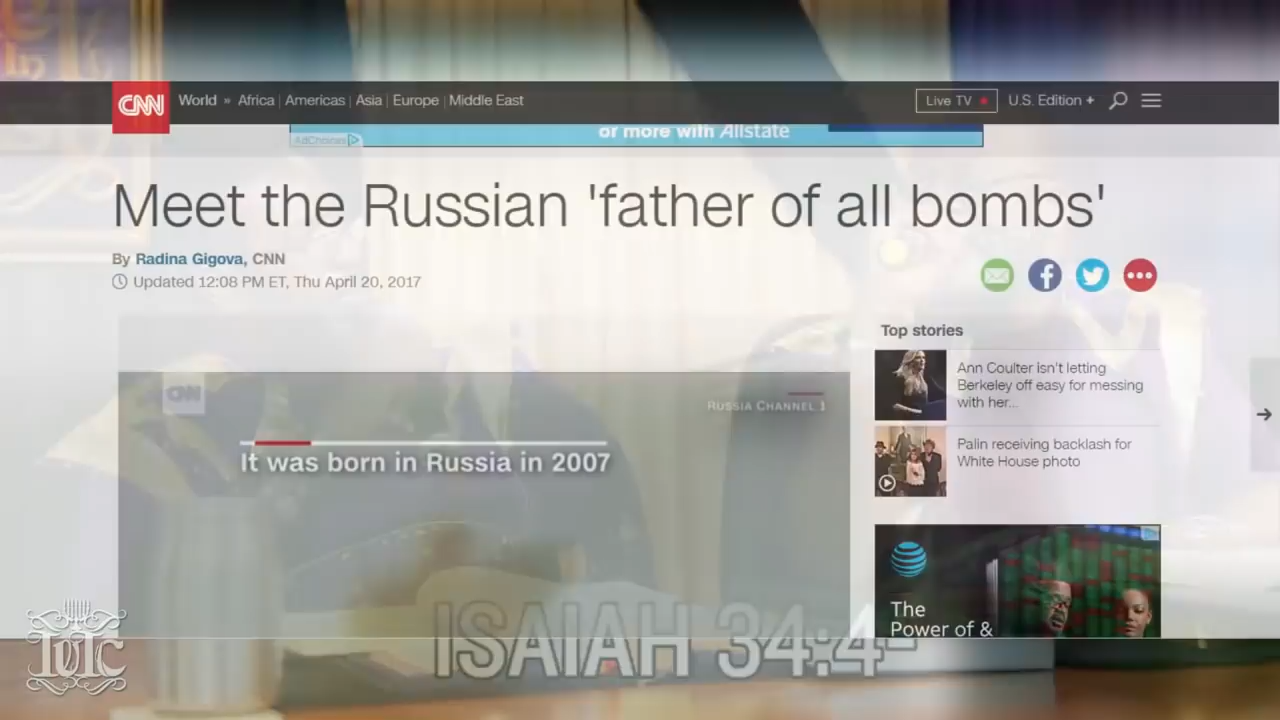 In
CNN World » Africa | Americas | Asia | Europe | Middle East
Live TV U.S. Edition +
or more with Allstate
AdChoices
Meet the Russian 'father of all bombs'
By Radina Gigova, CNN
Updated 12:08 PM ET, Thu April 20, 2017
Top stories
Ann Coulter isn't letting
Berkeley off easy for messing
with her...
Palin receiving backlash for
White House photo
CNN
RUSSIA CHANNEL 1
It was born in Russia in 2007
The
Power of &
ISAIAH 34:4-
IUIC